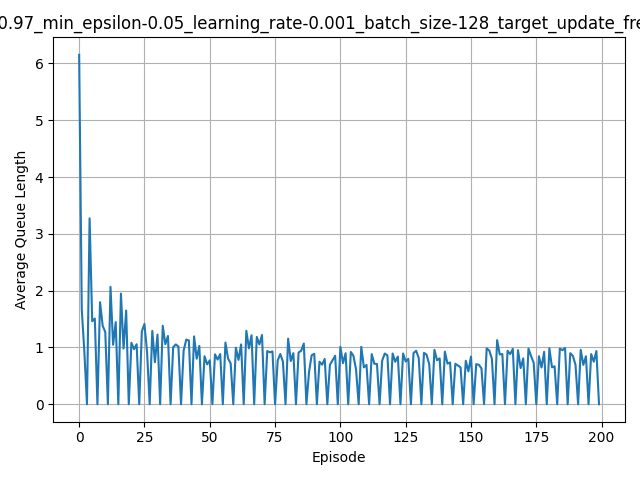 0.97_min_epsilon-0.05_learning_rate-0.001_batch_size-128_target_update_fre
6
5
4
3
2
1
0
Average Queue Length
0 25 50 75 100 125 150 175 200
Episode